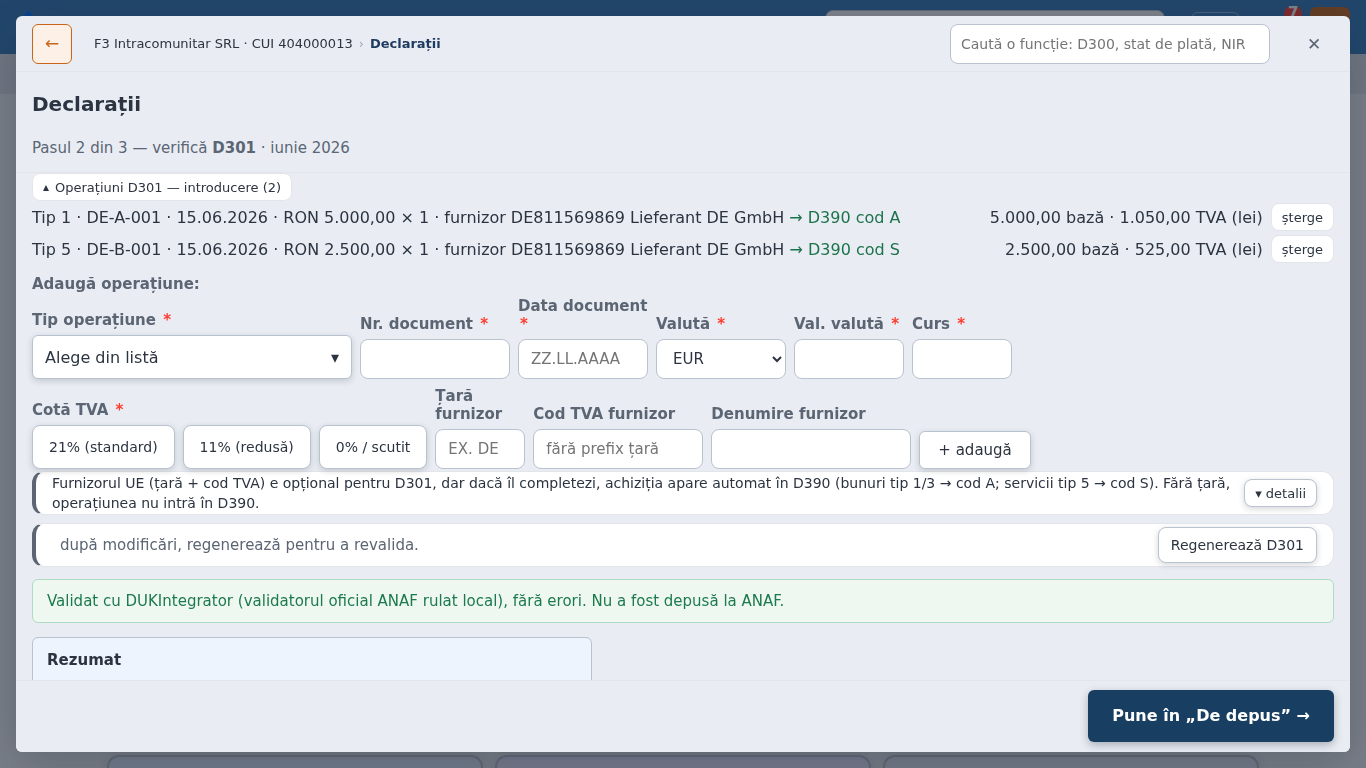 7
←
F3 Intracomunitar SRL · CUI 404000013 › Declarații
Caută o funcție: D300, stat de plată, NIR
✕
Declarații
Pasul 2 din 3 — verifică D301 · iunie 2026
▴ Operațiuni D301 — introducere (2)
Tip 1 · DE-A-001 · 15.06.2026 · RON 5.000,00 × 1 · furnizor DE811569869 Lieferant DE GmbH → D390 cod A 5.000,00 bază · 1.050,00 TVA (lei) șterge
Tip 5 · DE-B-001 · 15.06.2026 · RON 2.500,00 × 1 · furnizor DE811569869 Lieferant DE GmbH → D390 cod S 2.500,00 bază · 525,00 TVA (lei) șterge
Adaugă operațiune:
Tip operațiune *
Alege din listă ▾
Nr. document *
Data document
*
ZZ.LL.AAAA
Valută *
EUR
Val. valută *
Curs *
Cotă TVA *
21% (standard) 11% (redusă) 0% / scutit
Țară
furnizor
EX. DE
Cod TVA furnizor
fără prefix țară
Denumire furnizor
+ adaugă
Furnizorul UE (țară + cod TVA) e opțional pentru D301, dar dacă îl completezi, achiziția apare automat în D390 (bunuri tip 1/3 → cod A; servicii tip 5 → cod S). Fără țară,
operațiunea nu intră în D390.
▾ detalii
după modificări, regenerează pentru a revalida.
Regenerează D301
Validat cu DUKIntegrator (validatorul oficial ANAF rulat local), fără erori. Nu a fost depusă la ANAF.
Rezumat
Pune în „De depus” →